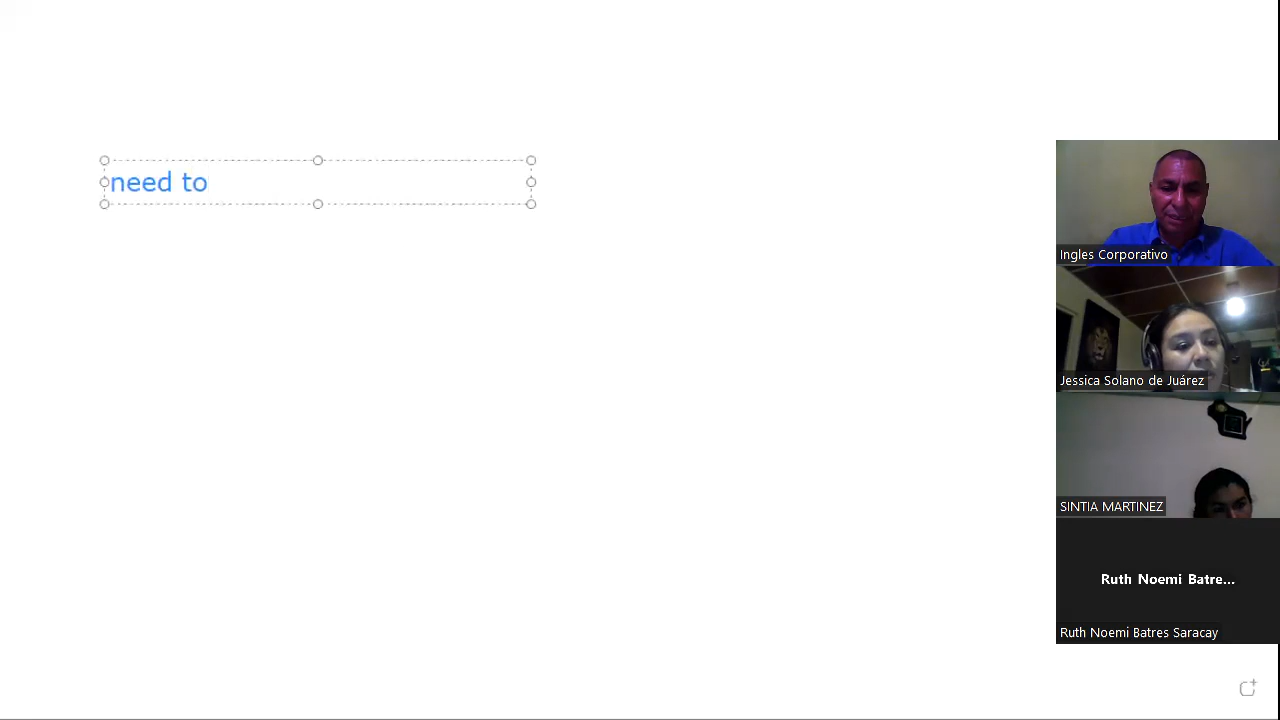 need to
Ingles Corporativo
Jessica Solano de Juárez
SINTIA MARTINEZ
Ruth Noemi Batre...
Ruth Noemi Batres Saracay